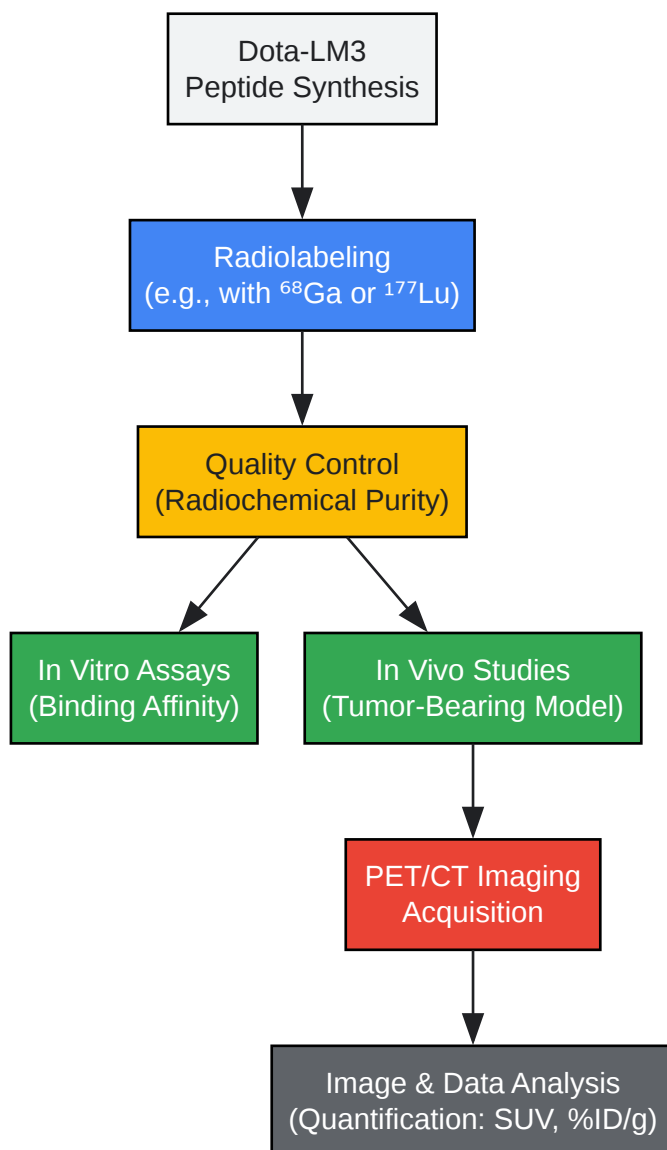 Dota-LM3
Peptide Synthesis
Radiolabeling
(e.g., with ⁶⁸Ga or ¹⁷⁷Lu)
Quality Control
(Radiochemical Purity)
In Vitro Assays
(Binding Affinity)
In Vivo Studies
(Tumor-Bearing Model)
PET/CT Imaging
Acquisition
Image & Data Analysis
(Quantification: SUV, %ID/g)